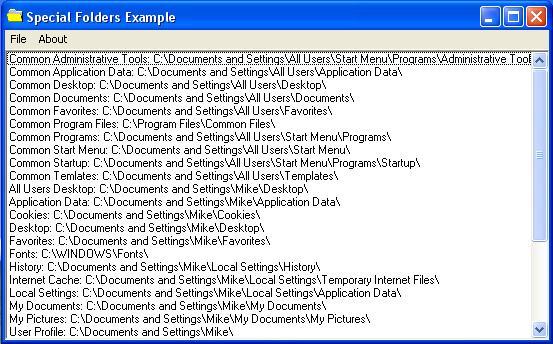 Special Folders Example
File About
Common Administrative Tools: C:\Documents and Settings\All Users\Start Menu\Programs\Administrative Tool
Common Application Data: C:\Documents and Settings\All Users\Application Data\
Common Desktop: C:\Documents and Settings\All Users\Desktop\
Common Documents: C:\Documents and Settings\All Users\Documents\
Common Favorites: C:\Documents and Settings\All Users\Favorites\
Common Program Files: C:\Program Files\Common Files\
Common Programs: C:\Documents and Settings\All Users\Start Menu\Programs\
Common Start Menu: C:\Documents and Settings\All Users\Start Menu\
Common Startup: C:\Documents and Settings\All Users\Start Menu\Programs\Startup\
Common Temlates: C:\Documents and Settings\All Users\Templates\
All Users Desktop: C:\Documents and Settings\Mike\Desktop\
Application Data: C:\Documents and Settings\Mike\Application Data\
Cookies: C:\Documents and Settings\Mike\Cookies\
Desktop: C:\Documents and Settings\Mike\Desktop\
Favorites: C:\Documents and Settings\Mike\Favorites\
Fonts: C:\WINDOWS\Fonts\
History: C:\Documents and Settings\Mike\Local Settings\History\
Internet Cache: C:\Documents and Settings\Mike\Local Settings\Temporary Internet Files\
Local Settings: C:\Documents and Settings\Mike\Local Settings\Application Data\
My Documents: C:\Documents and Settings\Mike\My Documents\
My Pictures: C:\Documents and Settings\Mike\My Documents\My Pictures\
User Profile: C:\Documents and Settings\Mike\